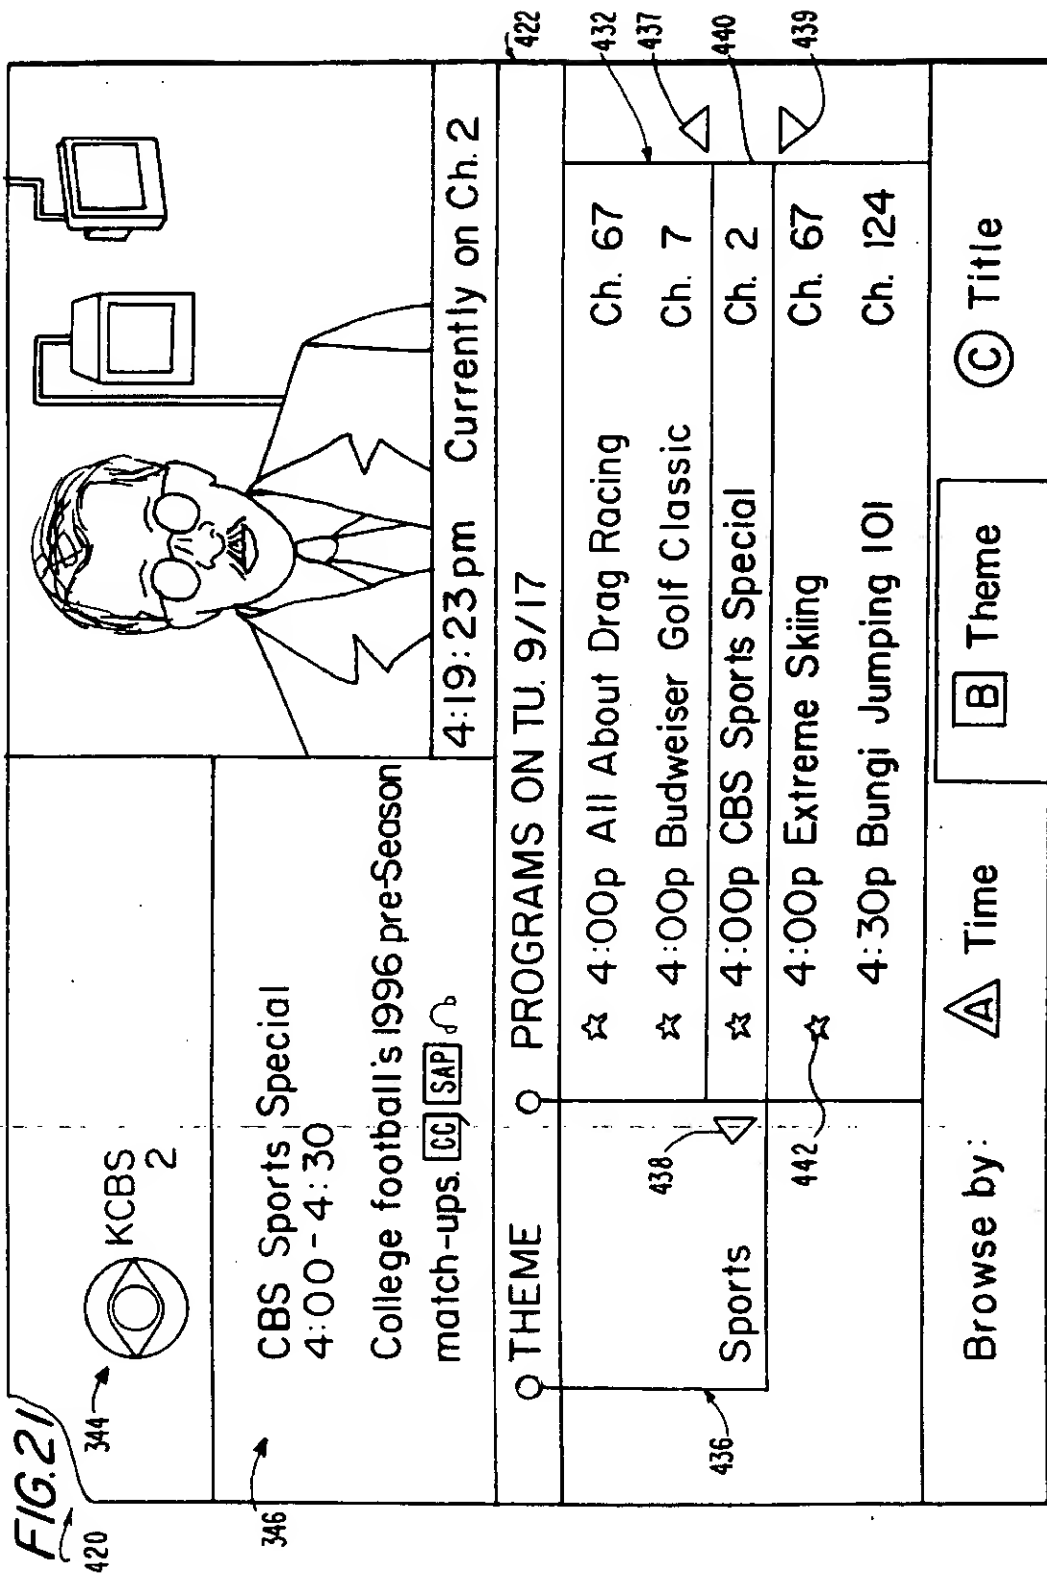 FIG.21
420
344
KCBS
2
346
CBS Sports Special
4:00-4:30
College football's 1996 pre-Season
match-ups. CC SAP
4:19:23pm Currently on Ch. 2
422
THEME PROGRAMS ON TU. 9/17
432
437
440
439
☆ 4:00p All About Drag Racing Ch. 67
☆ 4:00p Budweiser Golf Classic Ch. 7
Sports
☆ 4:00p CBS Sports Special Ch. 2
☆ 4:00p Extreme Skiing Ch. 67
4:30p Bungi Jumping 101 Ch. 124
436
438
442
Browse by: A Time B Theme C Title